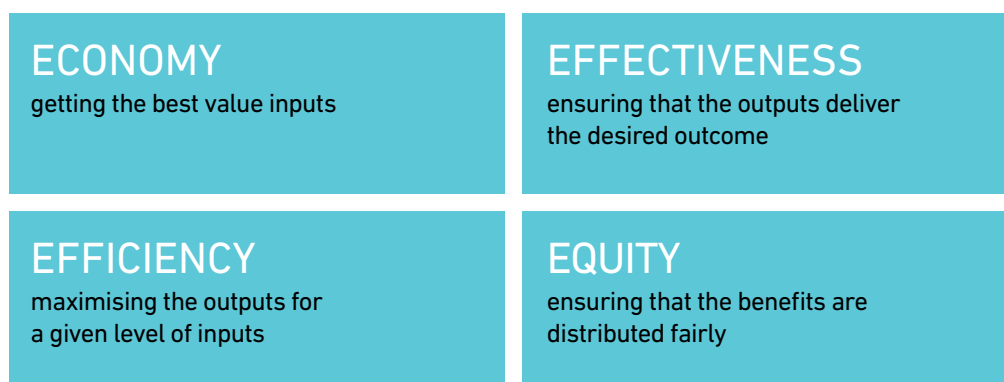 ECONOMY
getting the best value inputs
EFFECTIVENESS
ensuring that the outputs deliver
the desired outcome
EFFICIENCY
maximising the outputs for
a given level of inputs
EQUITY
ensuring that the benefits are
distributed fairly